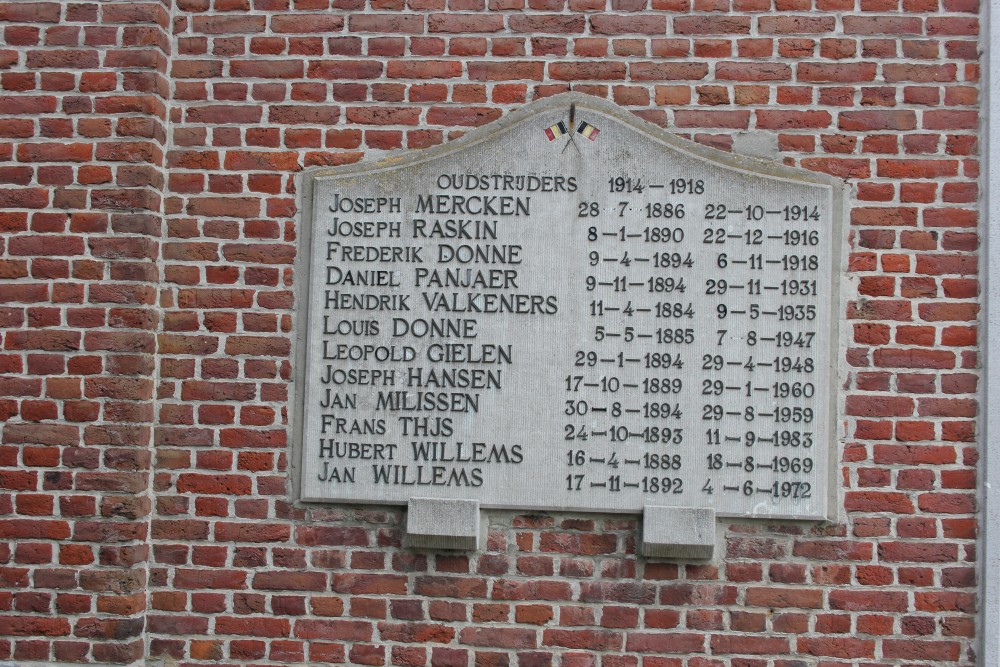 OUDSTRIJDERS 1914-1918
JOSEPH MERCKEN 28-7-1886 22-10-1914
JOSEPH RASKIN 8-1-1890 22-12-1916
FREDERIK DONNE 9-4-1894 6-11-1918
DANIEL PANJAER 9-11-1894 29-11-1931
HENDRIK VALKENERS 11-4-1884 9-5-1935
LOUIS DONNE 5-5-1885 7-8-1947
LEOPOLD GIELEN 29-1-1894 29-4-1948
JOSEPH HANSEN 17-10-1889 29-1-1960
JAN MILISSEN 30-8-1894 29-8-1959
FRANS THJS 24-10-1893 11-9-1983
HUBERT WILLEMS 16-4-1888 18-8-1969
JAN WILLEMS 17-11-1892 4-6-1972